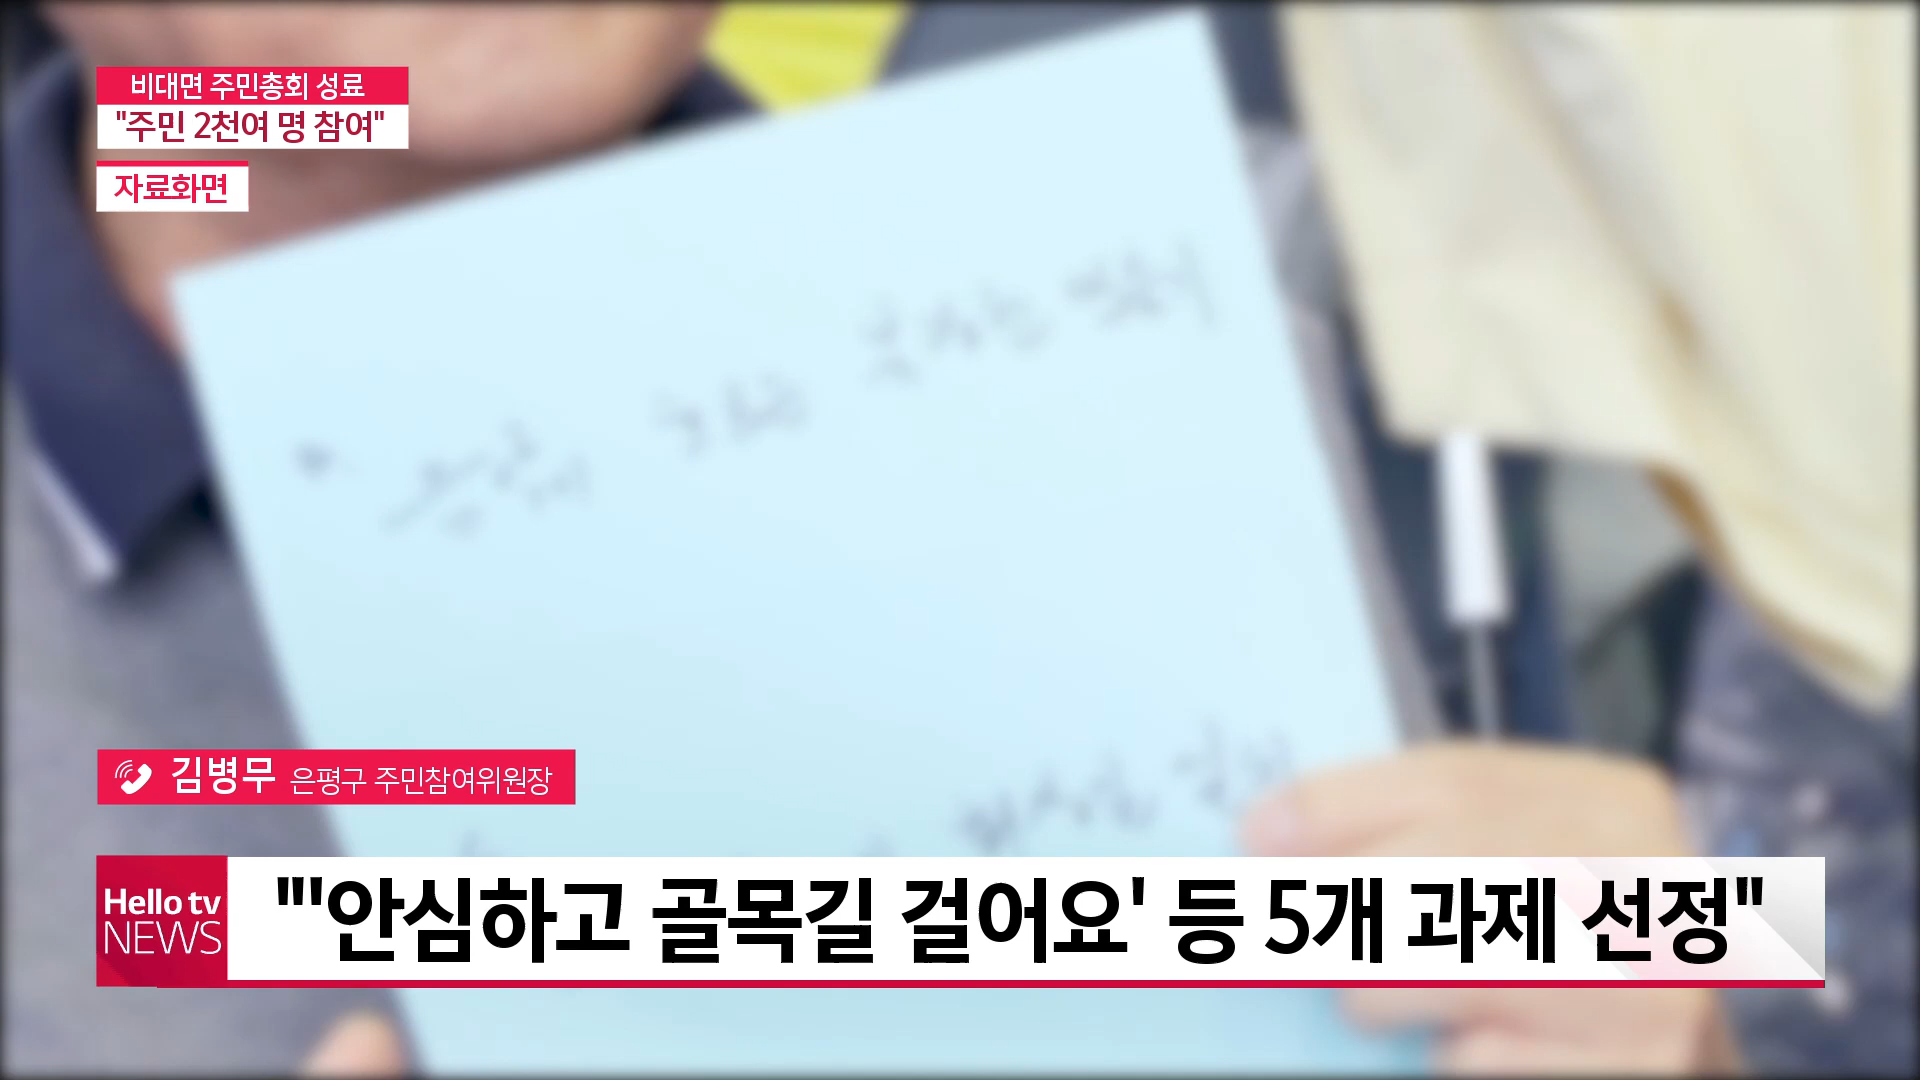 비대면 주민총회 성료
"주민 2천여 명 참여"
자료화면
김병무 은평구 주민참여위원장
Hello tv
NEWS
"'안심하고 골목길 걸어요' 등 5개 과제 선정"